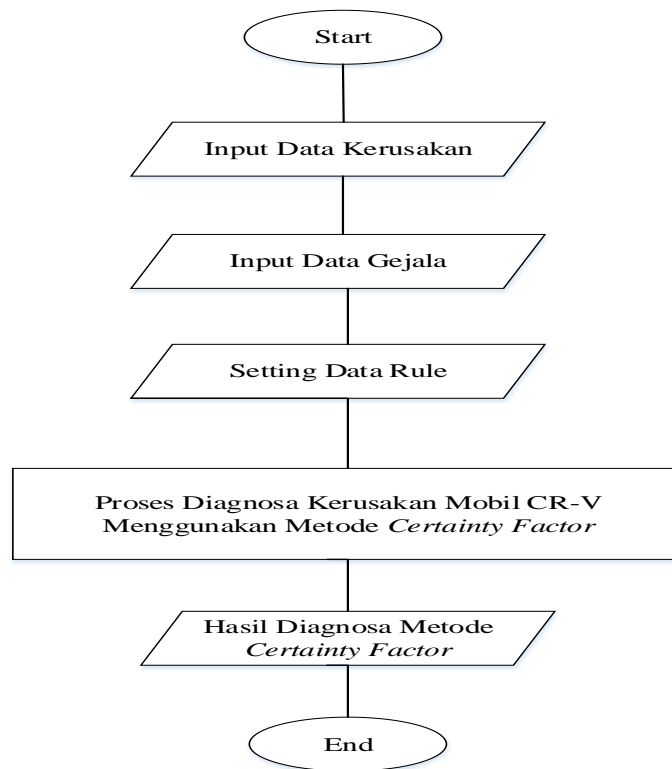 Start
Input Data Kerusakan
Input Data Gejala
Setting Data Rule
Proses Diagnosa Kerusakan Mobil CR-V
Menggunakan Metode Certainty Factor
Hasil Diagnosa Metode
Certainty Factor
End